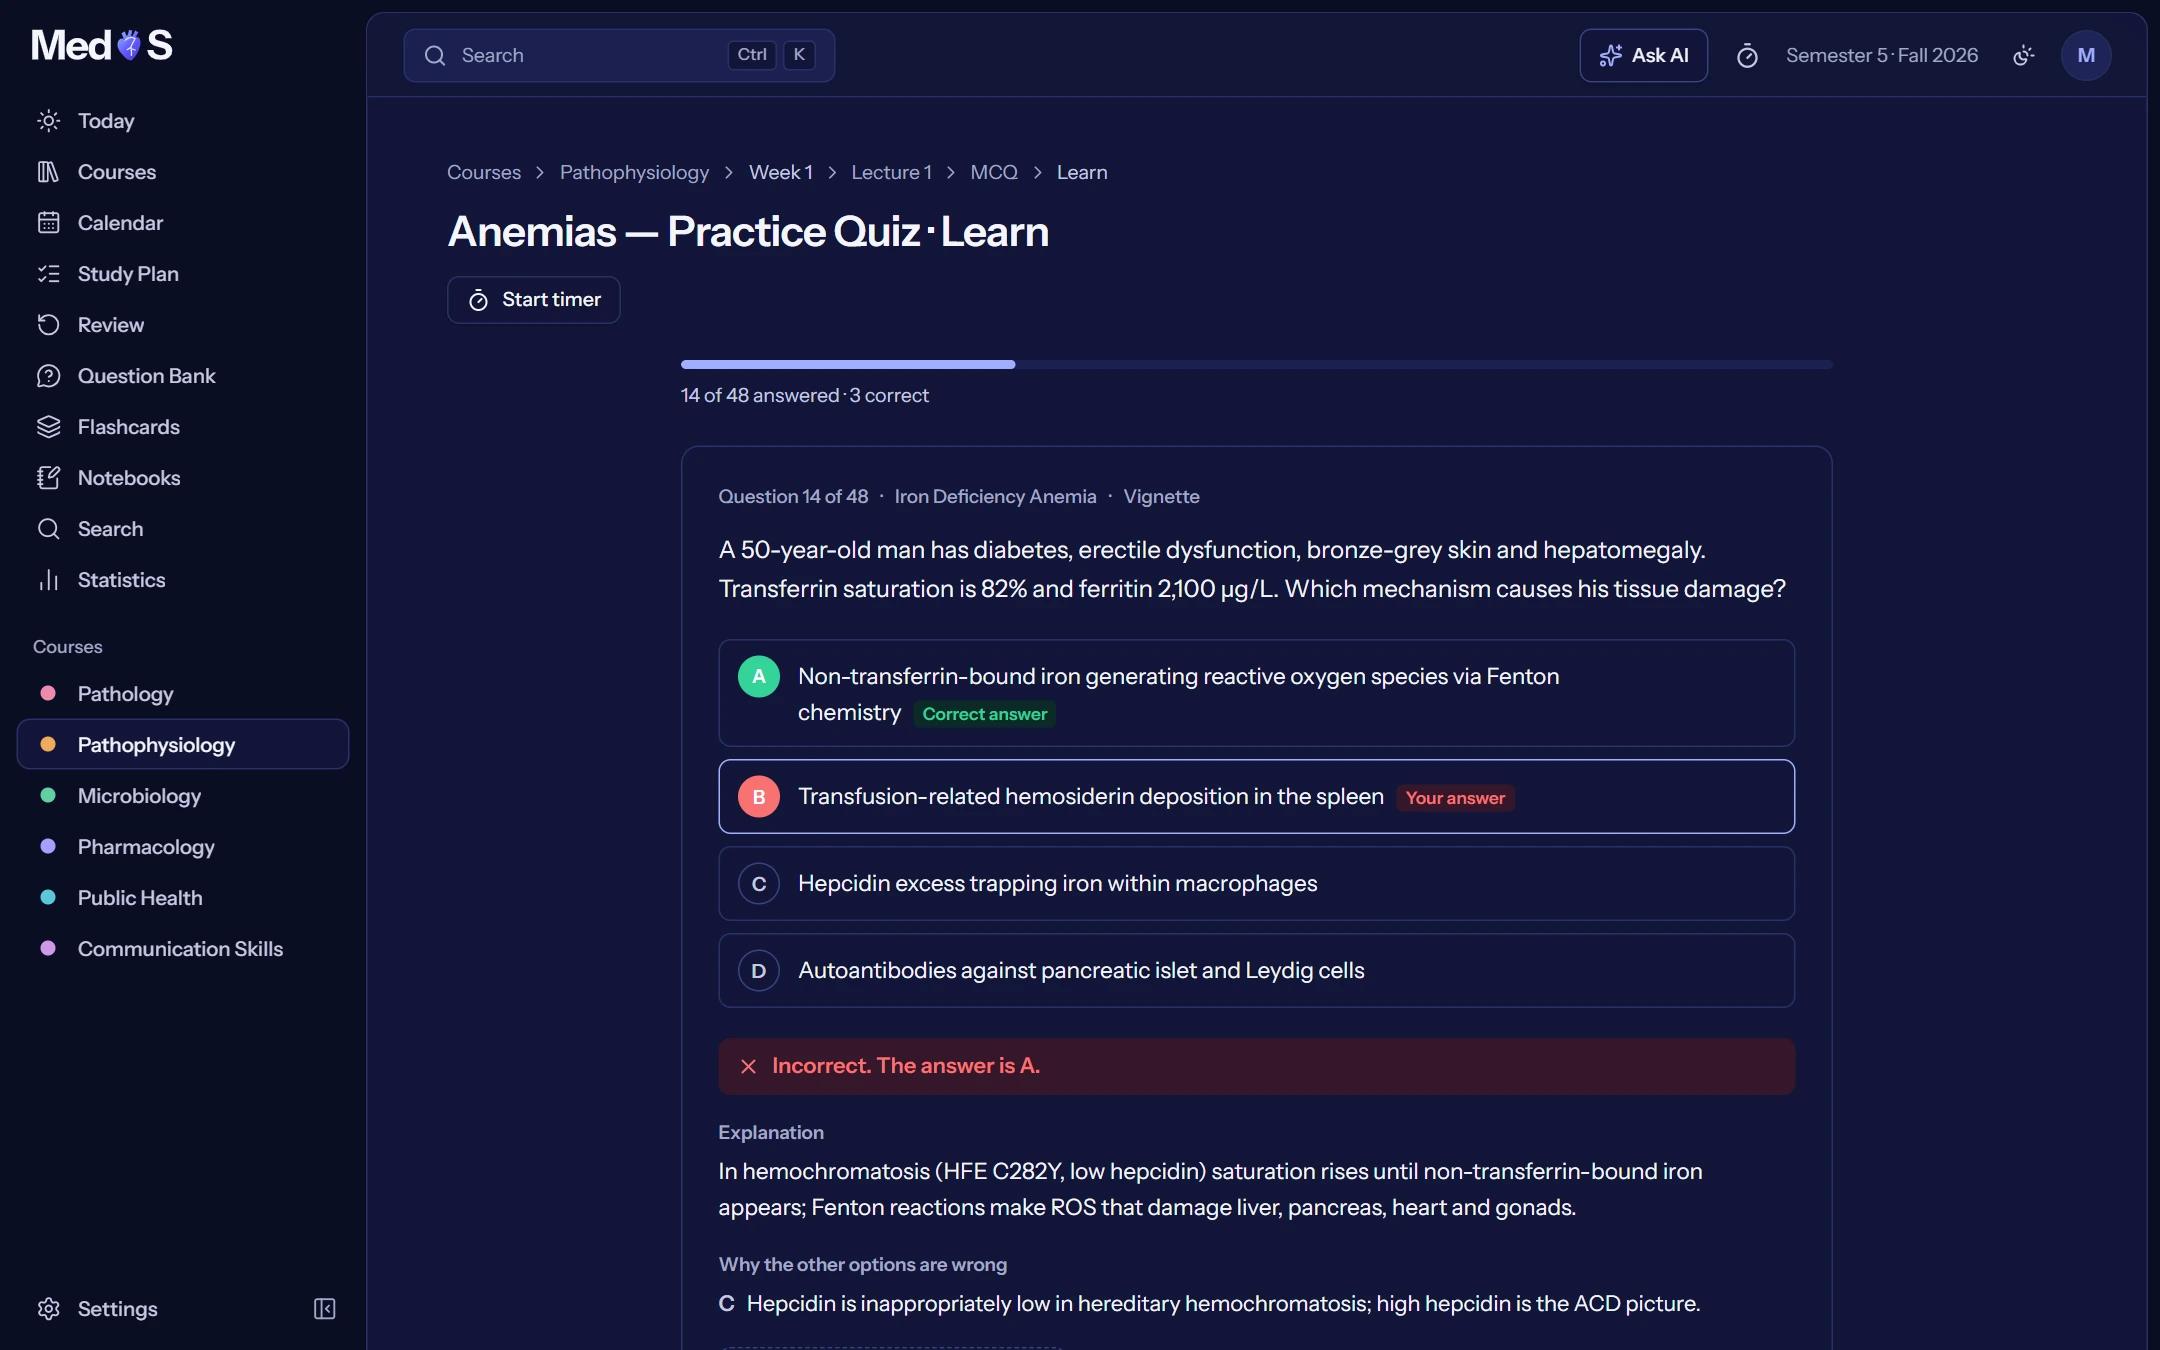 Med S
Today
Courses
Calendar
Study Plan
Review
Question Bank
Flashcards
Notebooks
Search
Statistics
Courses
Pathology
Pathophysiology
Microbiology
Pharmacology
Public Health
Communication Skills
Settings
Search Ctrl K
Ask AI
Semester 5 · Fall 2026
M
Courses > Pathophysiology > Week 1 > Lecture 1 > MCQ > Learn
Anemias — Practice Quiz · Learn
Start timer
14 of 48 answered · 3 correct
Question 14 of 48 · Iron Deficiency Anemia · Vignette
A 50-year-old man has diabetes, erectile dysfunction, bronze-grey skin and hepatomegaly.
Transferrin saturation is 82% and ferritin 2,100 µg/L. Which mechanism causes his tissue damage?
A Non-transferrin-bound iron generating reactive oxygen species via Fenton
chemistry Correct answer
B Transfusion-related hemosiderin deposition in the spleen Your answer
C Hepcidin excess trapping iron within macrophages
D Autoantibodies against pancreatic islet and Leydig cells
Incorrect. The answer is A.
Explanation
In hemochromatosis (HFE C282Y, low hepcidin) saturation rises until non-transferrin-bound iron
appears; Fenton reactions make ROS that damage liver, pancreas, heart and gonads.
Why the other options are wrong
C Hepcidin is inappropriately low in hereditary hemochromatosis; high hepcidin is the ACD picture.